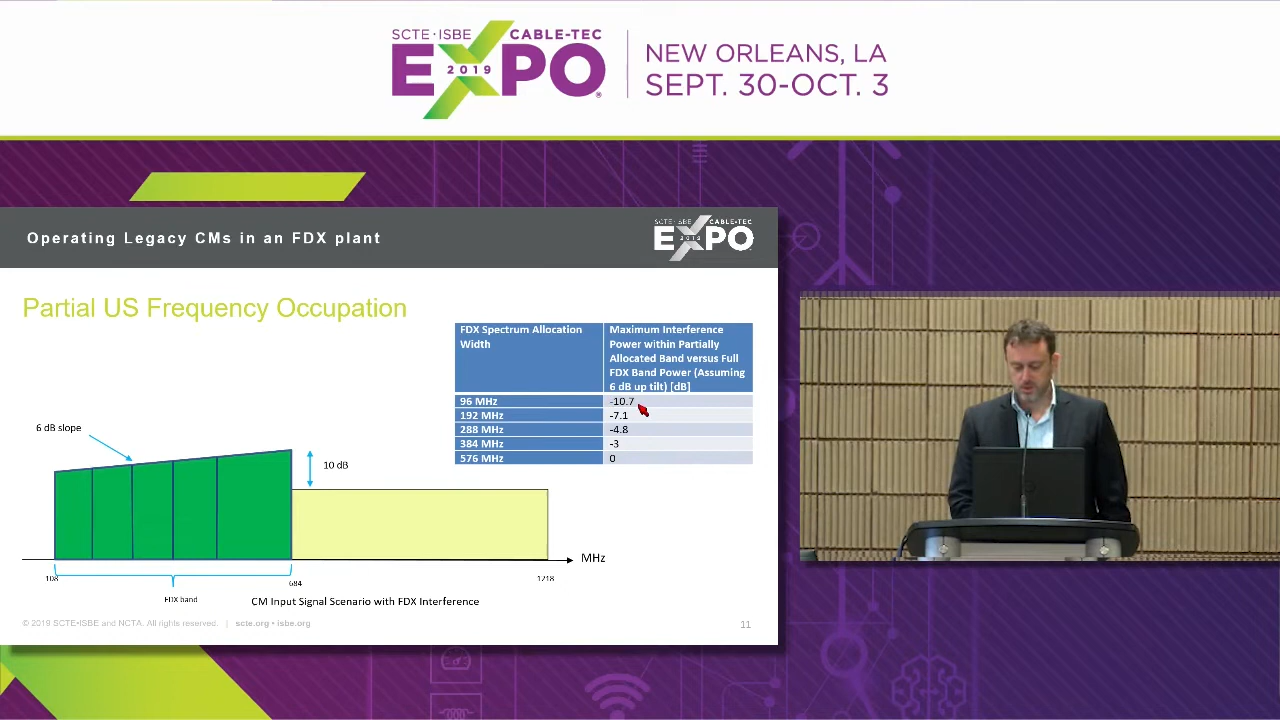 SCTE•ISBE CABLE-TEC
EXPO
2019
NEW ORLEANS, LA
SEPT. 30-OCT. 3
Operating Legacy CMs in an FDX plant
SCTE•ISBE CABLE-TEC
EXPO
2019
Partial US Frequency Occupation
FDX Spectrum Allocation
Width
Maximum Interference
Power within Partially
Allocated Band versus Full
FDX Band Power (Assuming
6 dB up tilt) [dB]
96 MHz -10.7
192 MHz -7.1
288 MHz -4.8
384 MHz -3
576 MHz 0
6 dB slope
10 dB
MHz
108
684
1218
FDX band
CM Input Signal Scenario with FDX Interference
© 2019 SCTE•ISBE and NCTA. All rights reserved. | scte.org • isbe.org
11